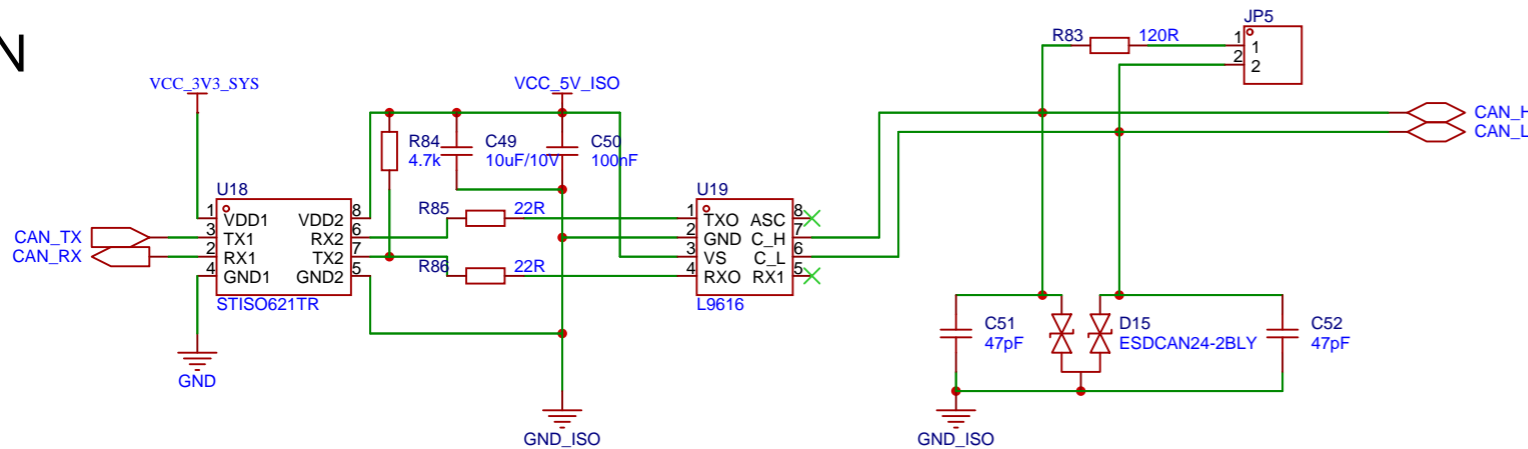 N
JP5
R83 120R
1 1
2 2
VCC_3V3_SYS
VCC_5V_ISO
CAN_H
CAN_L
R84
4.7k
C49
10uF/10V
C50
100nF
U18
U19
R85 22R
1 VDD1 VDD2 8
3 TX1 RX2 6
2 RX1 TX2 7
4 GND1 GND2 5
STISO621TR
CAN_TX
CAN_RX
R86 22R
1 TXO ASC 8
2 GND C_H 7
3 VS C_L 6
4 RXO RX1 5
L9616
C51
47pF
D15
ESDCAN24-2BLY
C52
47pF
GND
GND_ISO
GND_ISO